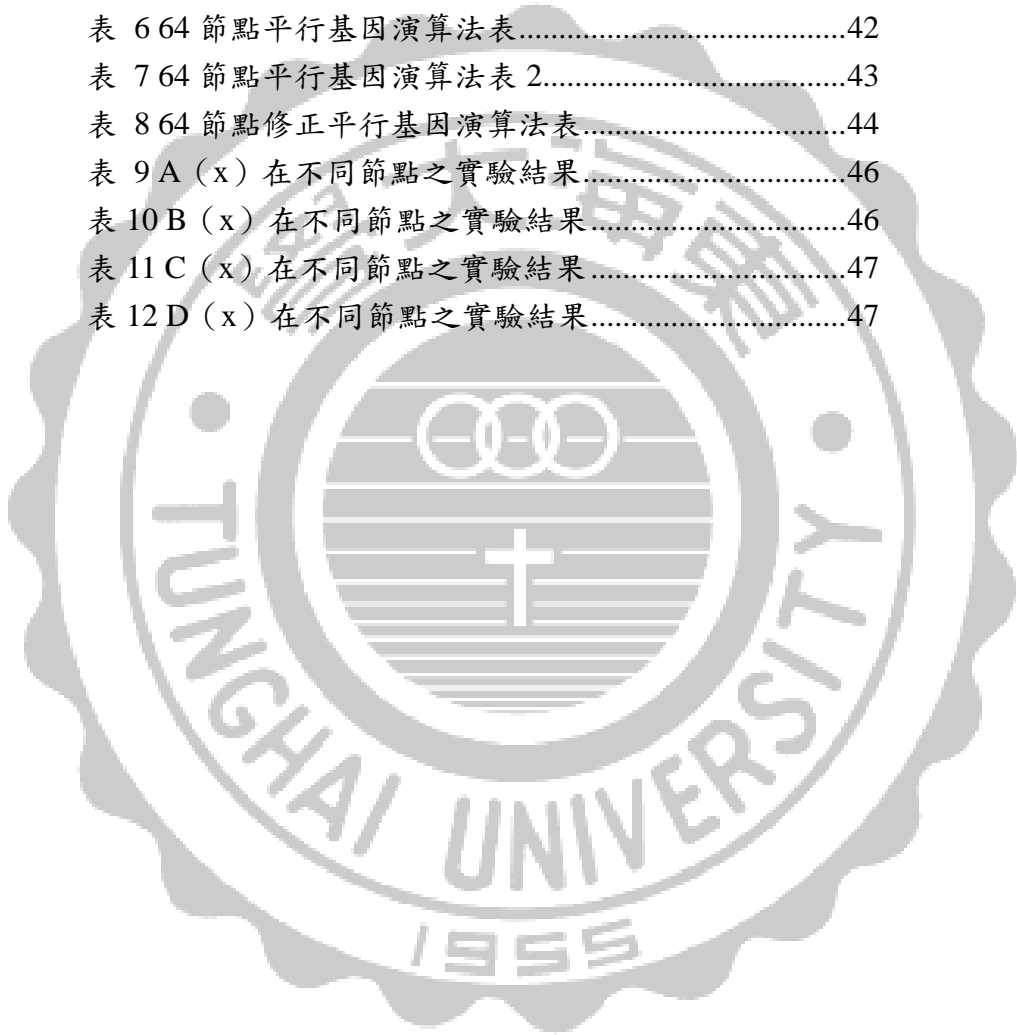 表 6 64 節點平行基因演算法表....................................42
表 7 64 節點平行基因演算法表 2.................................43
表 8 64 節點修正平行基因演算法表.............................44
表 9 A（x）在不同節點之實驗結果.............................46
表 10 B（x）在不同節點之實驗結果............................46
表 11 C（x）在不同節點之實驗結果............................47
表 12 D（x）在不同節點之實驗結果............................47
學大海東
TUNGHAI UNIVERSITY
1955